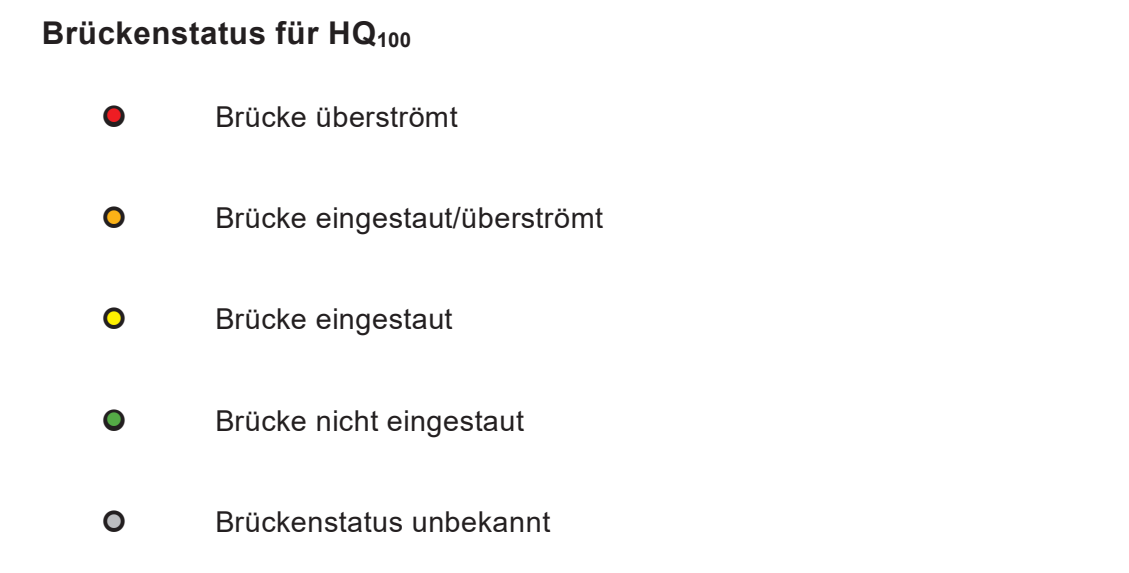 Brückenstatus für HQ100
Brücke überströmt
Brücke eingestaut/überströmt
Brücke eingestaut
Brücke nicht eingestaut
Brückenstatus unbekannt